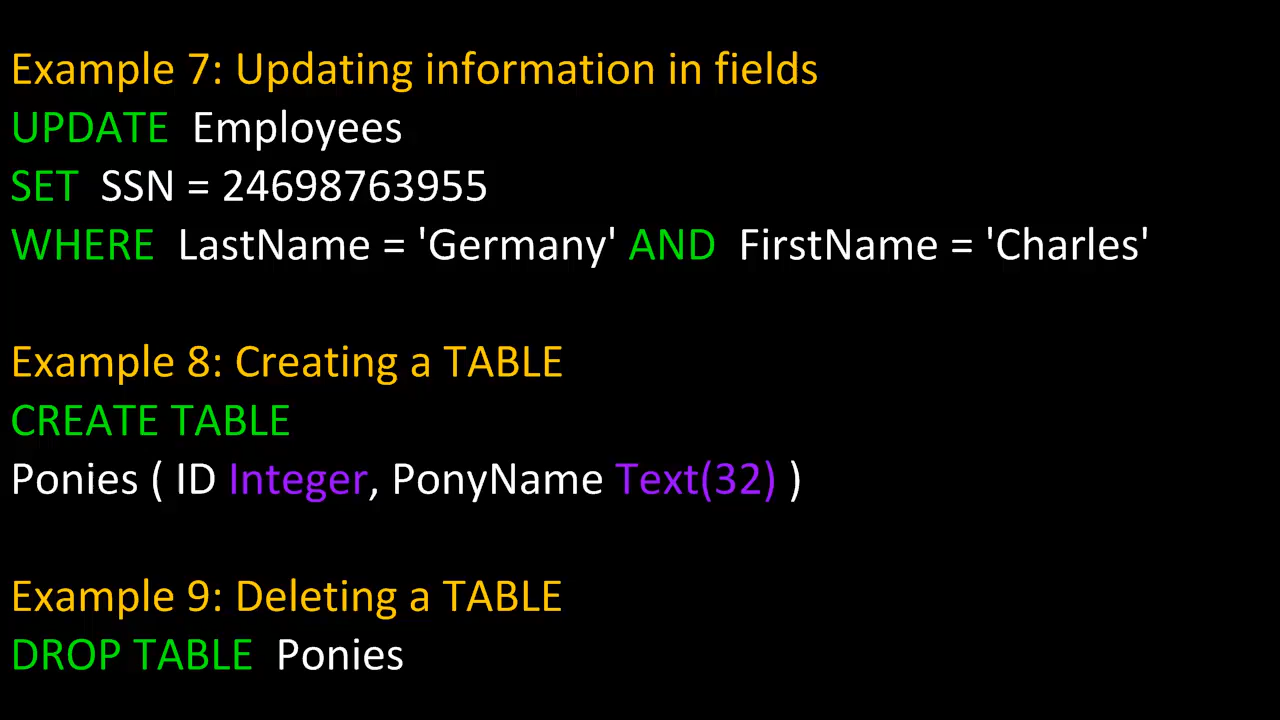 Example 7: Updating information in fields
UPDATE Employees
SET SSN = 24698763955
WHERE LastName = 'Germany' AND FirstName = 'Charles'
Example 8: Creating a TABLE
CREATE TABLE
Ponies ( ID Integer, PonyName Text(32) )
Example 9: Deleting a TABLE
DROP TABLE Ponies